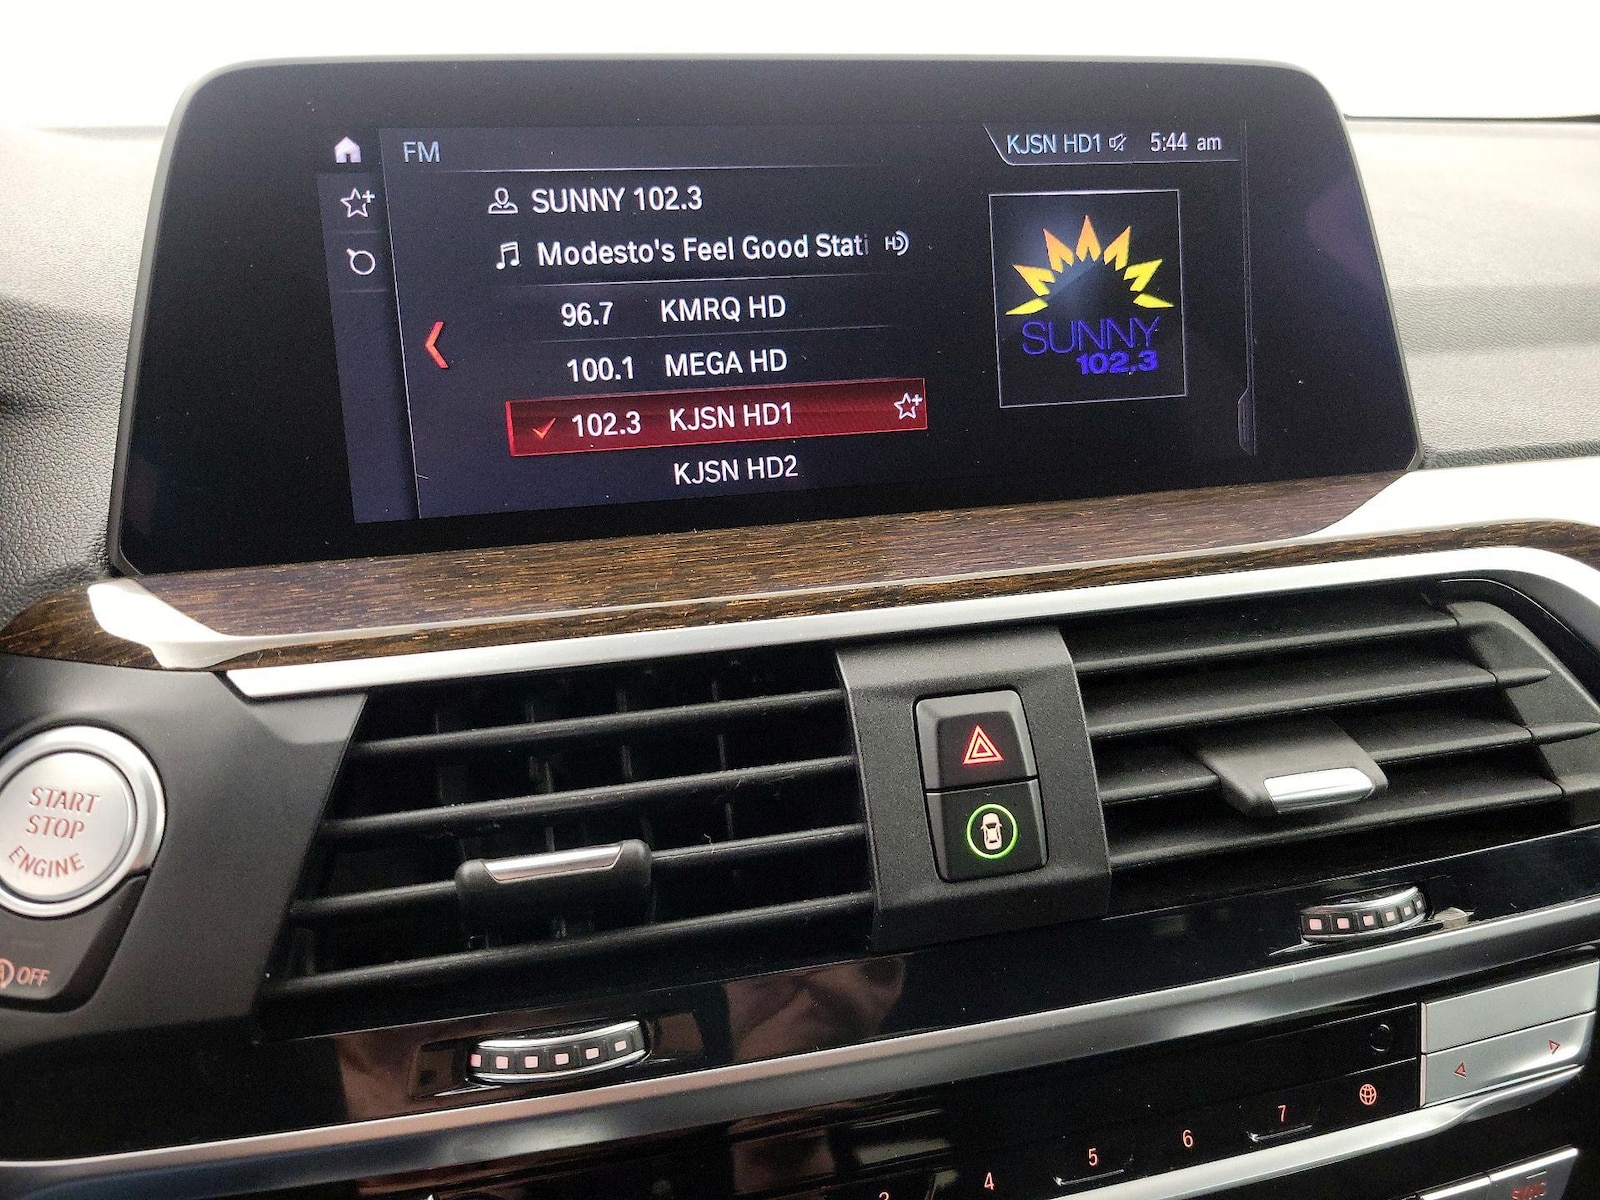 FM
KJSN HD1 5:44 am
SUNNY 102.3
Modesto's Feel Good Stati HD
96.7 KMRQ HD
100.1 MEGA HD
102.3 KJSN HD1
KJSN HD2
SUNNY
102.3
START
STOP
ENGINE
A OFF
4 5 6 7